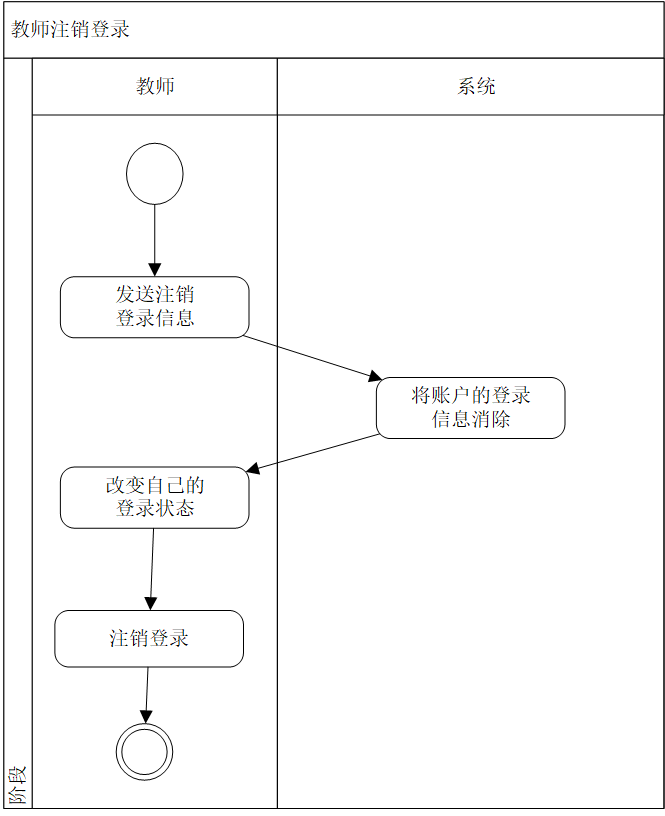 教师注销登录
教师
系统
发送注销
登录信息
将账户的登录
信息消除
改变自己的
登录状态
注销登录
阶段